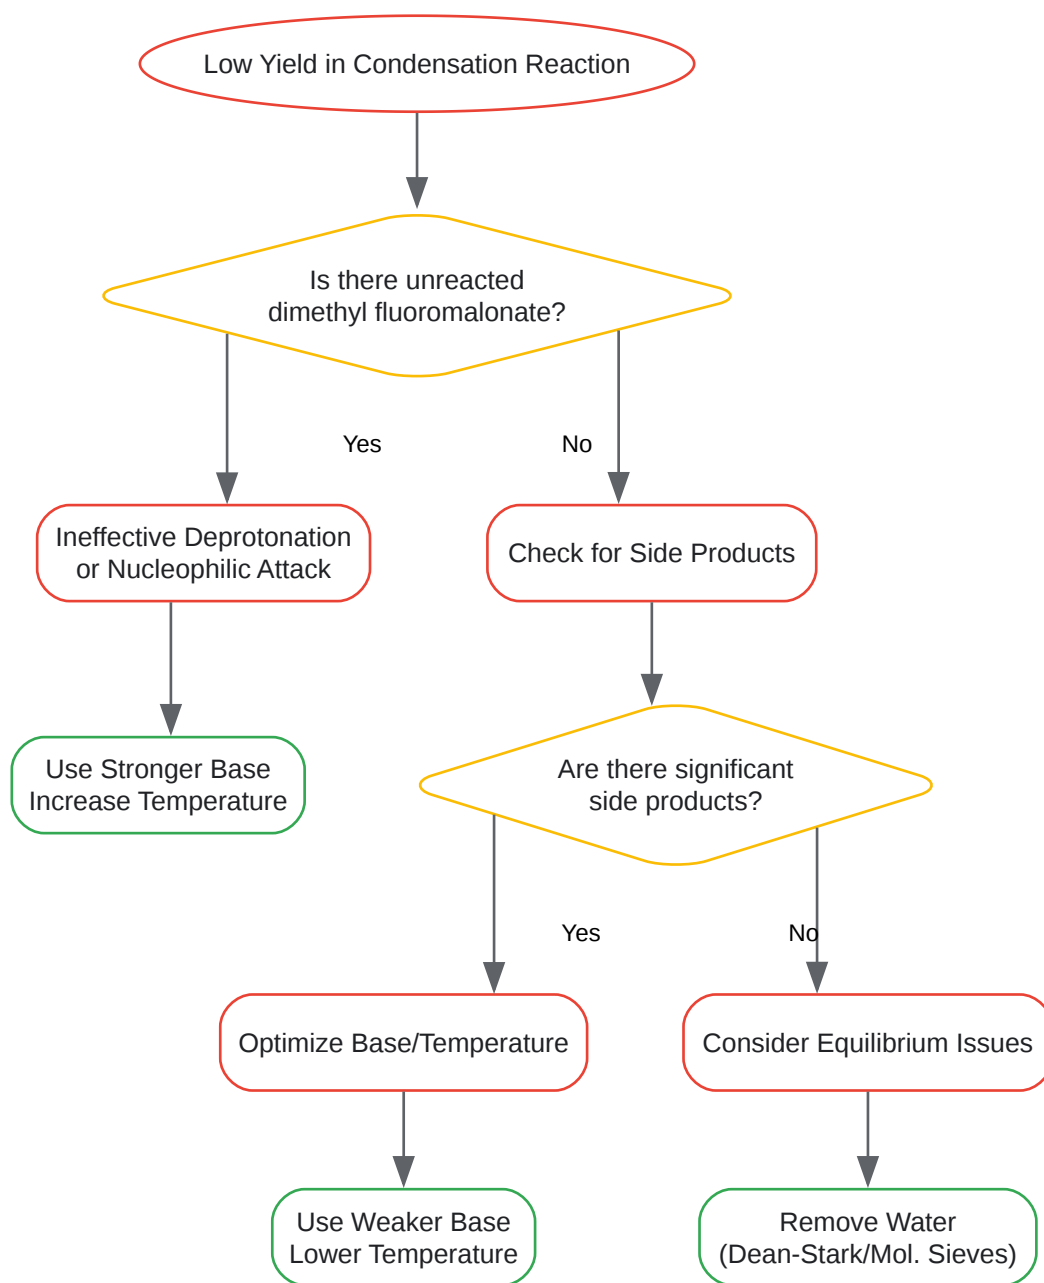 Low Yield in Condensation Reaction
Is there unreacted
dimethyl fluoromalonate?
Yes
No
Ineffective Deprotonation
or Nucleophilic Attack
Check for Side Products
Use Stronger Base
Increase Temperature
Are there significant
side products?
Yes
No
Optimize Base/Temperature
Consider Equilibrium Issues
Use Weaker Base
Lower Temperature
Remove Water
(Dean-Stark/Mol. Sieves)